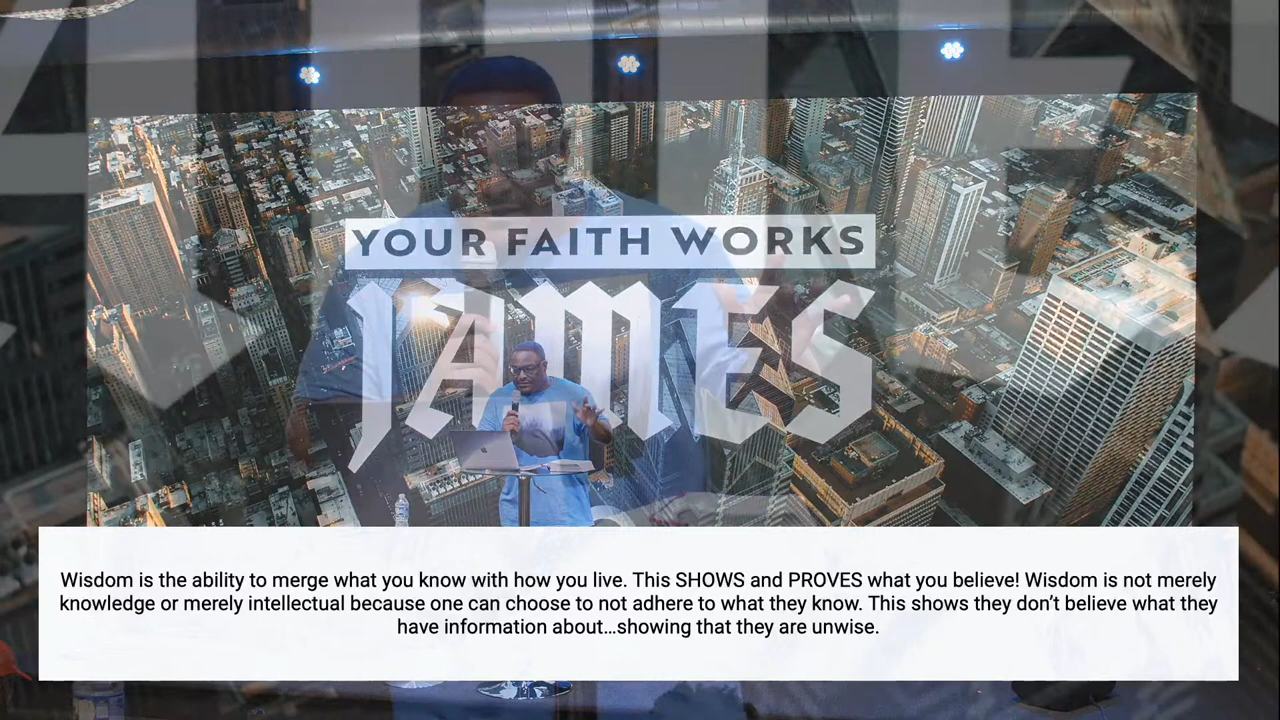 YOUR FAITH WORKS
JAMES
Wisdom is the ability to merge what you know with how you live. This SHOWS and PROVES what you believe! Wisdom is not merely
knowledge or merely intellectual because one can choose to not adhere to what they know. This shows they don’t believe what they
have information about…showing that they are unwise.